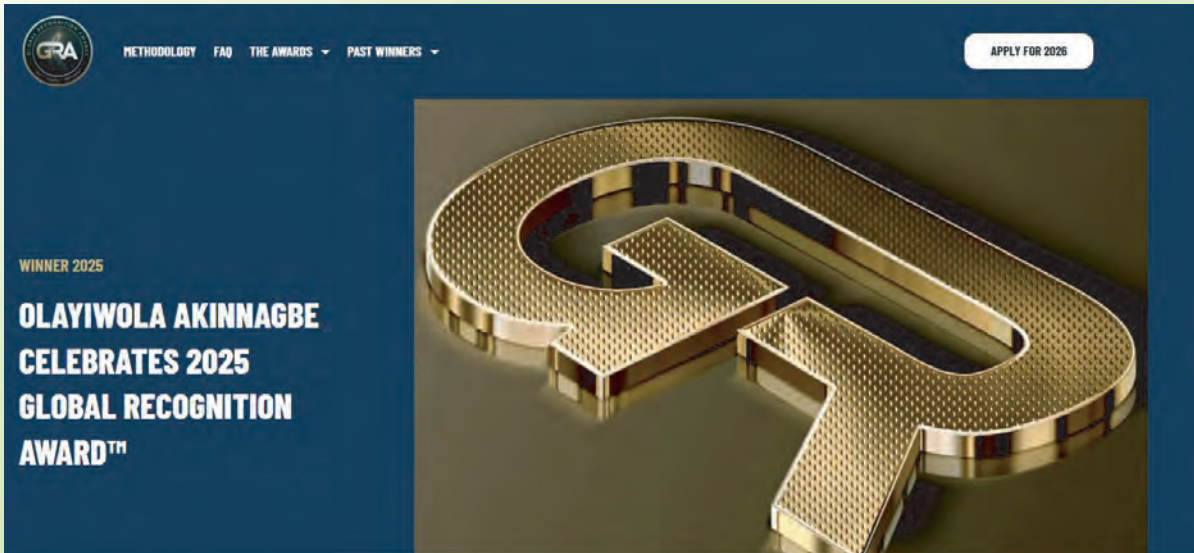 GRA
METHODOLOGY FAQ THE AWARDS PAST WINNERS
APPLY FOR 2026
WINNER 2025
OLAYIWOLA AKINNAGBE
CELEBRATES 2025
GLOBAL RECOGNITION
AWARD™